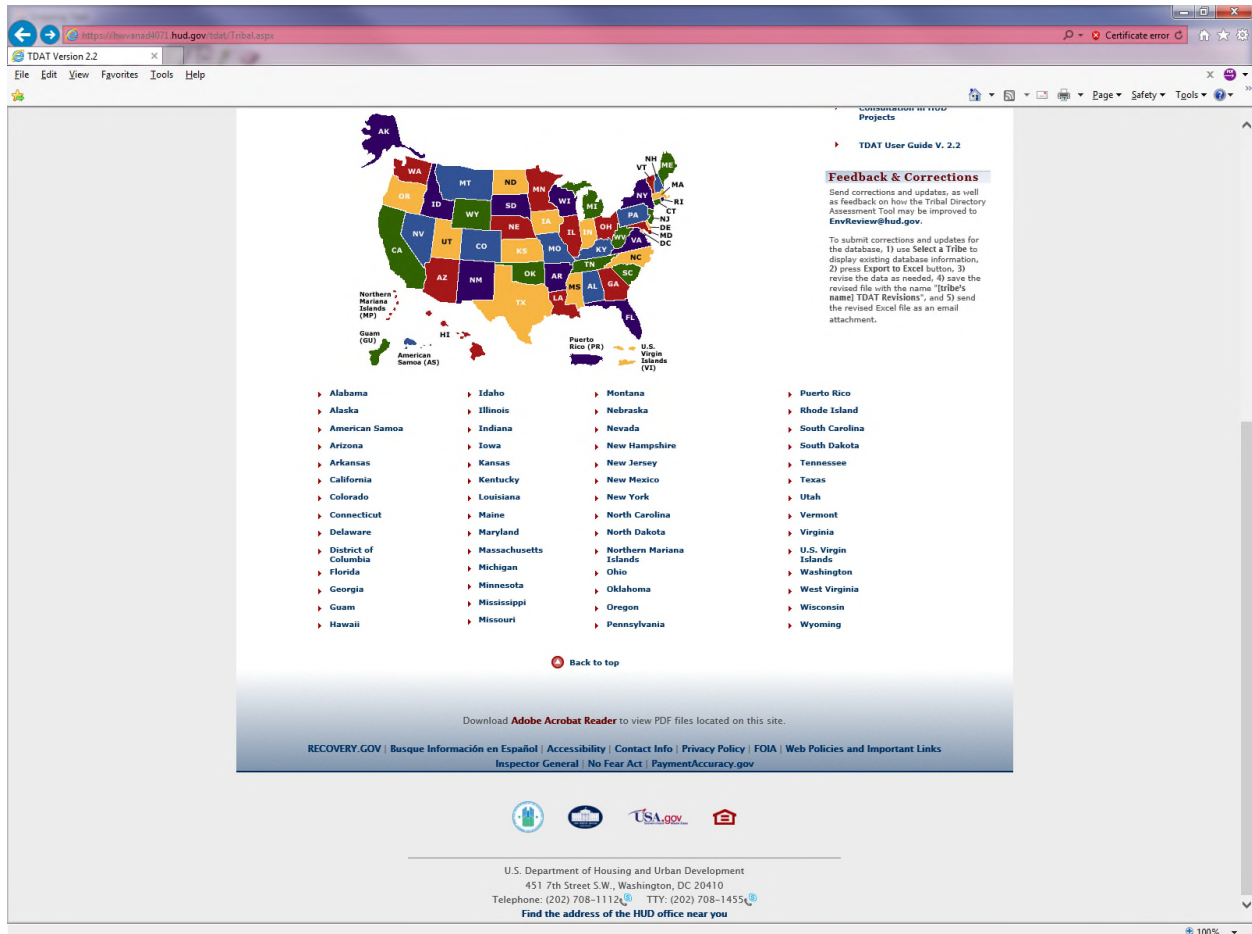 https://hwvanad4071.hud.gov/tdat/Tribal.aspx
Certificate error
TDAT Version 2.2
File Edit View Favorites Tools Help
Page Safety Tools
Consultation in HUD
Projects
TDAT User Guide V. 2.2
Feedback & Corrections
Send corrections and updates, as well
as feedback on how the Tribal Directory
Assessment Tool may be improved to
EnvReview@hud.gov.
To submit corrections and updates for
the database, 1) use Select a Tribe to
display existing database information,
2) press Export to Excel button, 3)
revise the data as needed, 4) save the
revised file with the name "[tribe's
name] TDAT Revisions", and 5) send
the revised Excel file as an email
attachment.
AK
WA
OR
ID
MT
ND
MN
SD
WY
NV
CA
UT
CO
NE
IA
WI
MI
IL
IN
OH
KS
MO
KY
WV
VA
PA
NY
VT
NH
ME
MA
RI
CT
NJ
DE
MD
DC
AZ
NM
OK
AR
TN
NC
SC
TX
LA
MS
AL
GA
FL
HI
Northern
Mariana
Islands
(MP)
Guam
(GU)
American
Samoa (AS)
Puerto
Rico (PR)
U.S.
Virgin
Islands
(VI)
Alabama
Alaska
American Samoa
Arizona
Arkansas
California
Colorado
Connecticut
Delaware
District of
Columbia
Florida
Georgia
Guam
Hawaii
Idaho
Illinois
Indiana
Iowa
Kansas
Kentucky
Louisiana
Maine
Maryland
Massachusetts
Michigan
Minnesota
Mississippi
Missouri
Montana
Nebraska
Nevada
New Hampshire
New Jersey
New Mexico
New York
North Carolina
North Dakota
Northern Mariana
Islands
Ohio
Oklahoma
Oregon
Pennsylvania
Puerto Rico
Rhode Island
South Carolina
South Dakota
Tennessee
Texas
Utah
Vermont
Virginia
U.S. Virgin
Islands
Washington
West Virginia
Wisconsin
Wyoming
Back to top
Download Adobe Acrobat Reader to view PDF files located on this site.
RECOVERY.GOV | Busque Información en Español | Accessibility | Contact Info | Privacy Policy | FOIA | Web Policies and Important Links
Inspector General | No Fear Act | PaymentAccuracy.gov
USA.gov
U.S. Department of Housing and Urban Development
451 7th Street S.W., Washington, DC 20410
Telephone: (202) 708-1112 TTY: (202) 708-1455
Find the address of the HUD office near you
100%